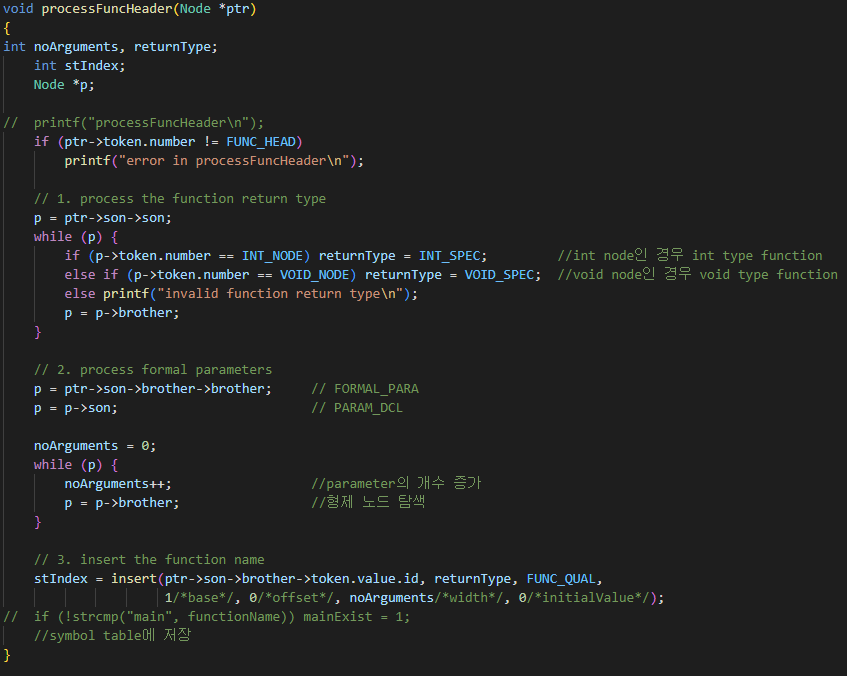 void processFuncHeader(Node *ptr)
{
int noArguments, returnType;
    int stIndex;
    Node *p;

//  printf("processFuncHeader\n");
    if (ptr->token.number != FUNC_HEAD)
        printf("error in processFuncHeader\n");

    // 1. process the function return type
    p = ptr->son->son;
    while (p) {
        if (p->token.number == INT_NODE) returnType = INT_SPEC;         //int node인 경우 int type function
        else if (p->token.number == VOID_NODE) returnType = VOID_SPEC;  //void node인 경우 void type function
        else printf("invalid function return type\n");
        p = p->brother;
    }

    // 2. process formal parameters
    p = ptr->son->brother->brother;     // FORMAL_PARA
    p = p->son;                         // PARAM_DCL

    noArguments = 0;
    while (p) {
        noArguments++;                  //parameter의 개수 증가
        p = p->brother;                 //형제 노드 탐색
    }

    // 3. insert the function name
    stIndex = insert(ptr->son->brother->token.value.id, returnType, FUNC_QUAL,
                     1/*base*/, 0/*offset*/, noArguments/*width*/, 0/*initialValue*/);
//  if (!strcmp("main", functionName)) mainExist = 1;
    //symbol table에 저장
}